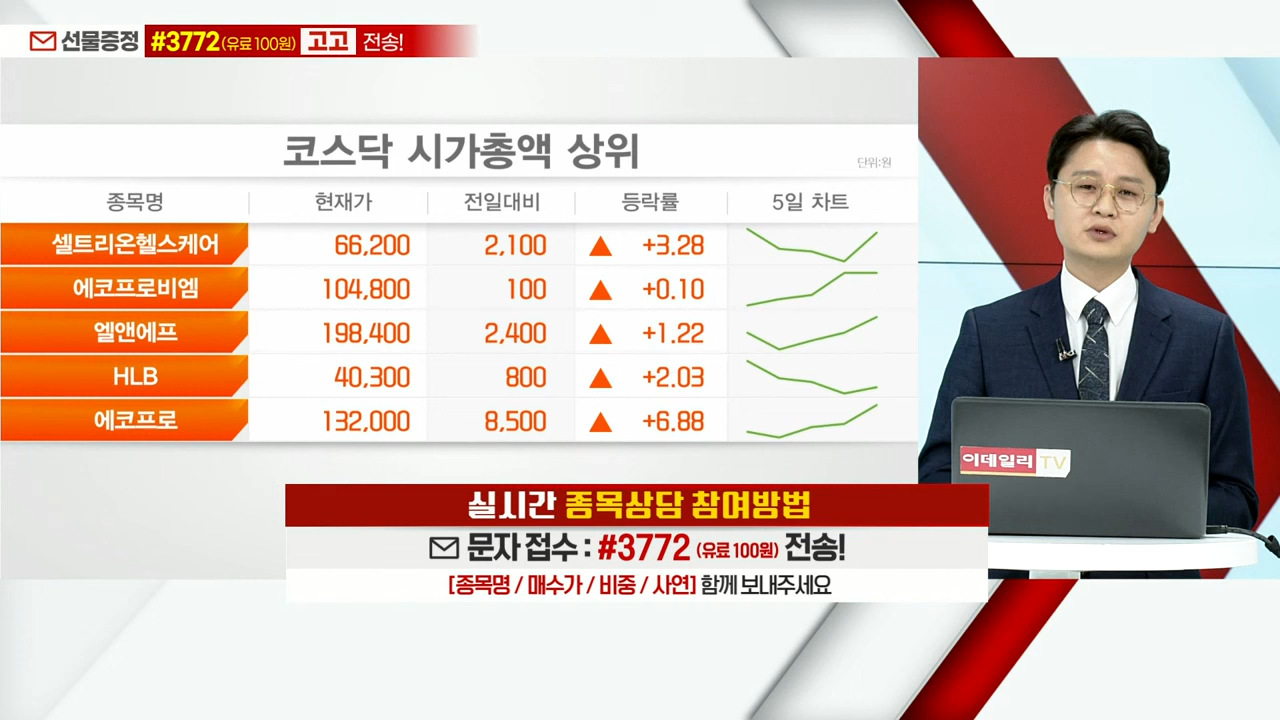 선물증정 #3772(유료 100원) 고고 전송!
코스닥 시가총액 상위
단위:원
종목명 현재가 전일대비 등락률 5일 차트
셀트리온헬스케어 66,200 2,100 ▲ +3.28
에코프로비엠 104,800 100 ▲ +0.10
엘앤에프 198,400 2,400 ▲ +1.22
HLB 40,300 800 ▲ +2.03
에코프로 132,000 8,500 ▲ +6.88
이데일리 TV
실시간 종목상담 참여방법
문자 접수 : #3772 (유료 100원) 전송!
[종목명 / 매수가 / 비중 / 사연] 함께 보내주세요